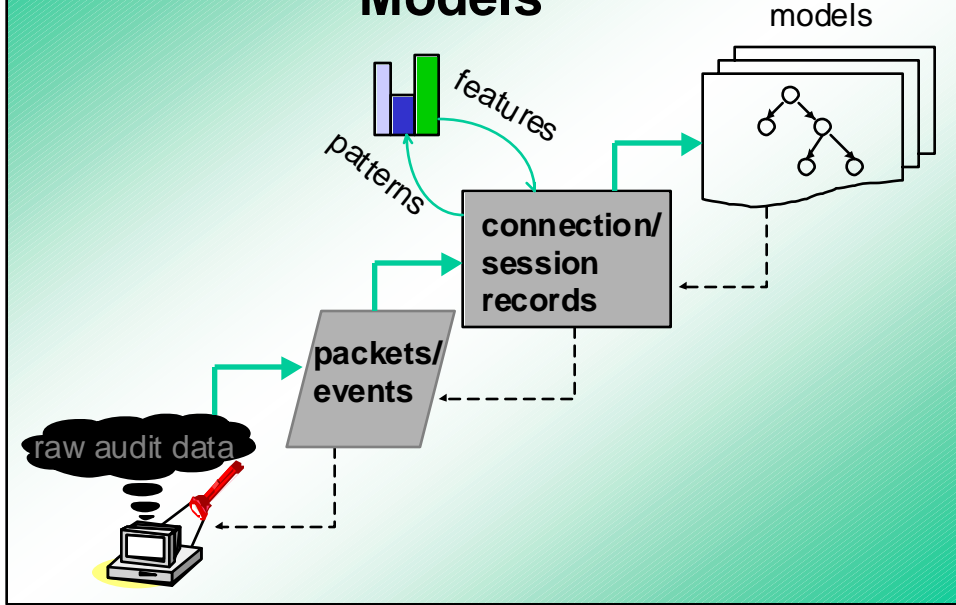 Models
models
features
patterns
connection/
session
records
packets/
events
raw audit data